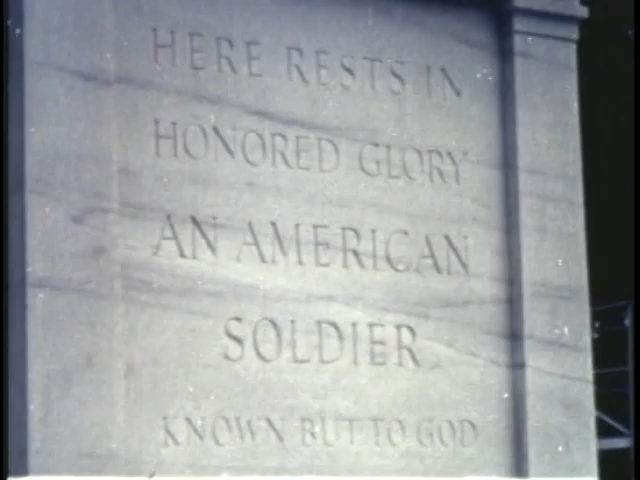 HERE RESTS IN
HONORED GLORY
AN AMERICAN
SOLDIER
KNOWN BUT TO GOD